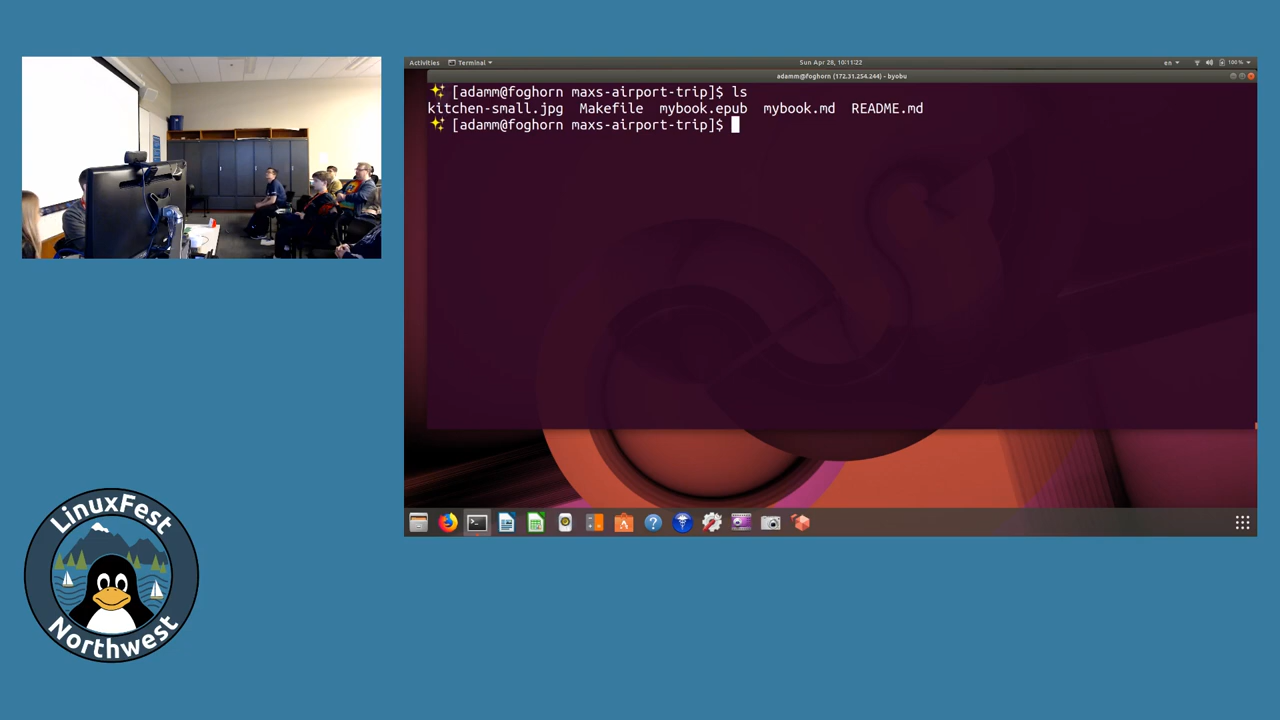 Activities
Terminal
Sun Apr 28, 10:11:22
en
100 %
adamm@foghorn (172.31.254.244) - byobu
✨ [adamm@foghorn maxs-airport-trip]$ ls
kitchen-small.jpg Makefile mybook.epub mybook.md README.md
✨ [adamm@foghorn maxs-airport-trip]$
LinuxFest
Northwest